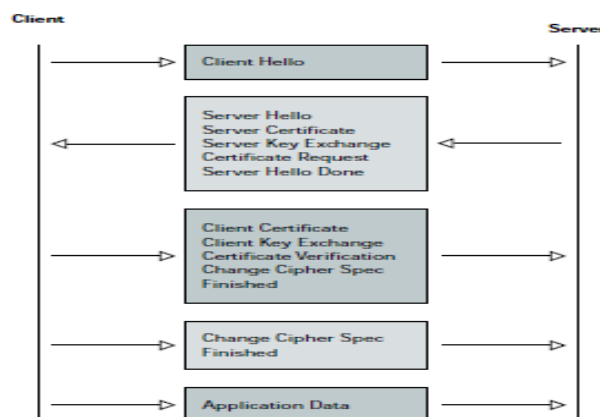 Client
Server
Client Hello
Server Hello
Server Certificate
Server Key Exchange
Certificate Request
Server Hello Done
Client Certificate
Client Key Exchange
Certificate Verification
Change Cipher Spec
Finished
Change Cipher Spec
Finished
Application Data